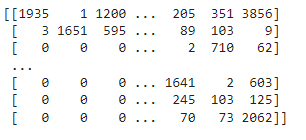 [[1935 1 1200 ... 205 351 3856]
[ 3 1651 595 ... 89 103 9]
[ 0 0 0 ... 2 710 62]
...
[ 0 0 0 ... 1641 2 603]
[ 0 0 0 ... 245 103 125]
[ 0 0 0 ... 70 73 2062]]